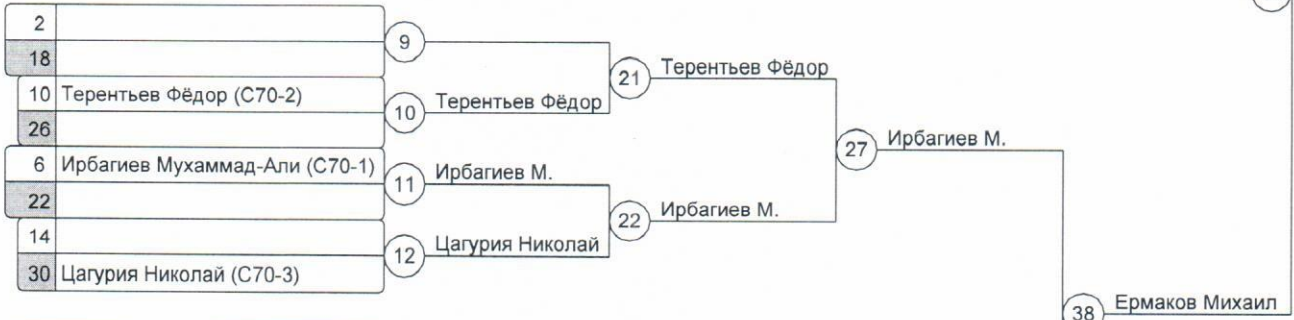 2
18
9
10 Терентьев Фёдор (С70-2)
26
10 Терентьев Фёдор
21 Терентьев Фёдор
6 Ирбагиев Мухаммад-Али (С70-1)
22
11 Ирбагиев М.
14
30 Цагурия Николай (С70-3)
12 Цагурия Николай
22 Ирбагиев М.
27 Ирбагиев М.
38 Ермаков Михаил